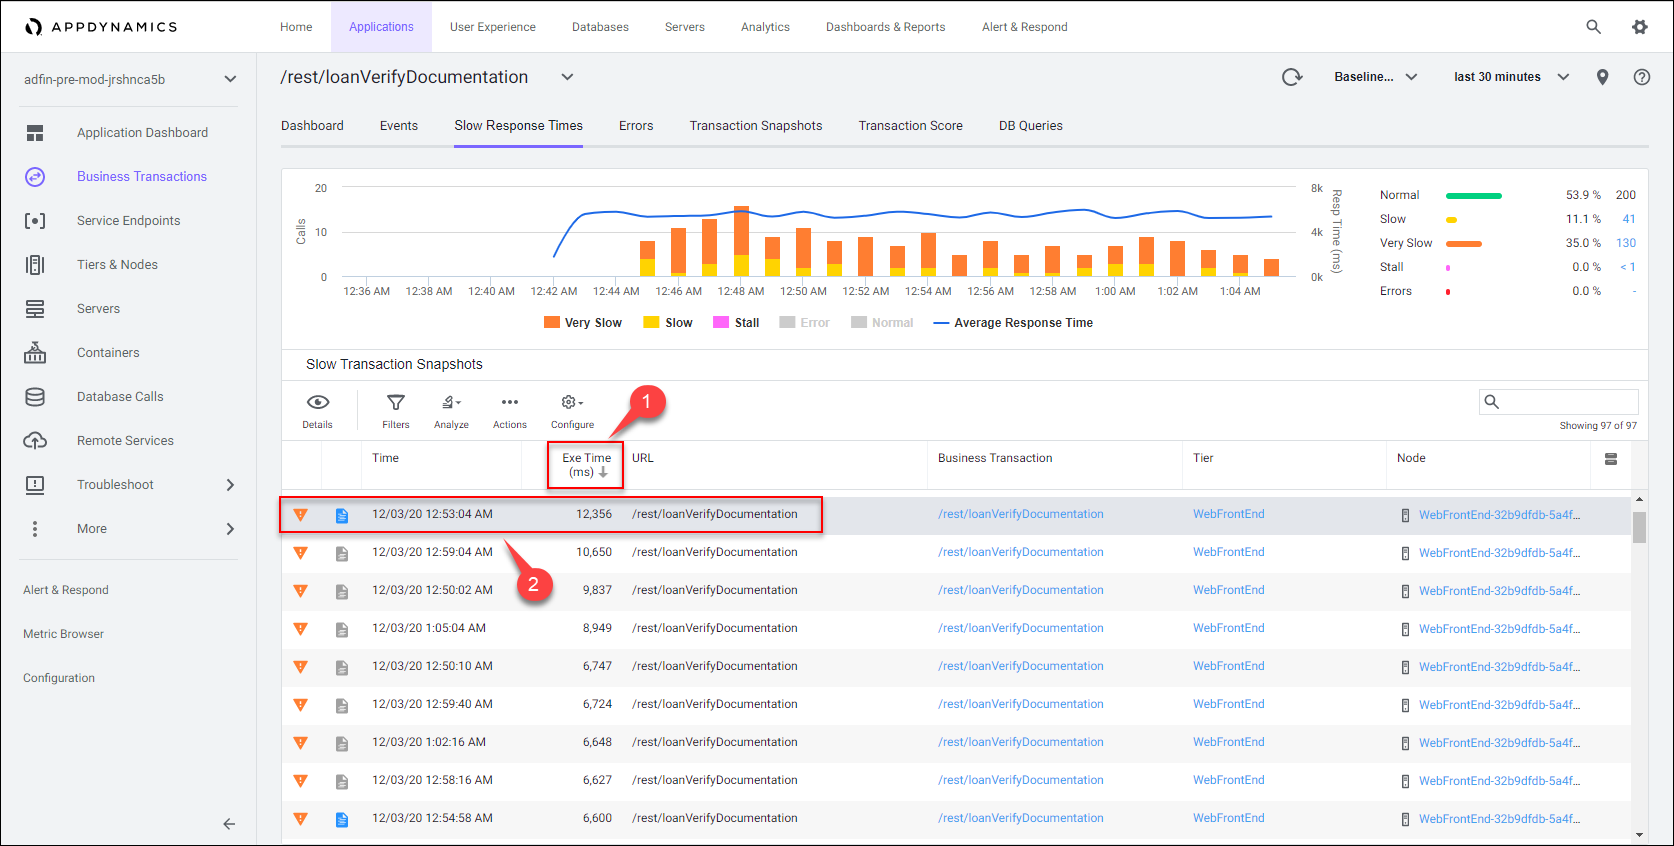 APPDYNAMICS
Home
Applications
User Experience
Databases
Servers
Analytics
Dashboards & Reports
Alert & Respond
adfin-pre-mod-jrshnca5b
Application Dashboard
Business Transactions
Service Endpoints
Tiers & Nodes
Servers
Containers
Database Calls
Remote Services
Troubleshoot
More
Alert & Respond
Metric Browser
Configuration
/rest/loanVerifyDocumentation
Baseline...
last 30 minutes
Dashboard
Events
Slow Response Times
Errors
Transaction Snapshots
Transaction Score
DB Queries
Calls
20
10
0
8k
4k
0k
Resp Time (ms)
12:36 AM 12:38 AM 12:40 AM 12:42 AM 12:44 AM 12:46 AM 12:48 AM 12:50 AM 12:52 AM 12:54 AM 12:56 AM 12:58 AM 1:00 AM 1:02 AM 1:04 AM
Very Slow Slow Stall Error Normal Average Response Time
Normal 53.9 % 200
Slow 11.1 % 41
Very Slow 35.0 % 130
Stall 0.0 % < 1
Errors 0.0 % -
Slow Transaction Snapshots
Details
Filters
Analyze
Actions
Configure
1
Showing 97 of 97
Time
Exe Time
(ms)
URL
Business Transaction
Tier
Node
12/03/20 12:53:04 AM 12,356 /rest/loanVerifyDocumentation /rest/loanVerifyDocumentation WebFrontEnd WebFrontEnd-32b9dfdb-5a4f...
12/03/20 12:59:04 AM 10,650 /rest/loanVerifyDocumentation /rest/loanVerifyDocumentation WebFrontEnd WebFrontEnd-32b9dfdb-5a4f...
2
12/03/20 12:50:02 AM 9,837 /rest/loanVerifyDocumentation /rest/loanVerifyDocumentation WebFrontEnd WebFrontEnd-32b9dfdb-5a4f...
12/03/20 1:05:04 AM 8,949 /rest/loanVerifyDocumentation /rest/loanVerifyDocumentation WebFrontEnd WebFrontEnd-32b9dfdb-5a4f...
12/03/20 12:50:10 AM 6,747 /rest/loanVerifyDocumentation /rest/loanVerifyDocumentation WebFrontEnd WebFrontEnd-32b9dfdb-5a4f...
12/03/20 12:59:40 AM 6,724 /rest/loanVerifyDocumentation /rest/loanVerifyDocumentation WebFrontEnd WebFrontEnd-32b9dfdb-5a4f...
12/03/20 1:02:16 AM 6,648 /rest/loanVerifyDocumentation /rest/loanVerifyDocumentation WebFrontEnd WebFrontEnd-32b9dfdb-5a4f...
12/03/20 12:58:16 AM 6,627 /rest/loanVerifyDocumentation /rest/loanVerifyDocumentation WebFrontEnd WebFrontEnd-32b9dfdb-5a4f...
12/03/20 12:54:58 AM 6,600 /rest/loanVerifyDocumentation /rest/loanVerifyDocumentation WebFrontEnd WebFrontEnd-32b9dfdb-5a4f...